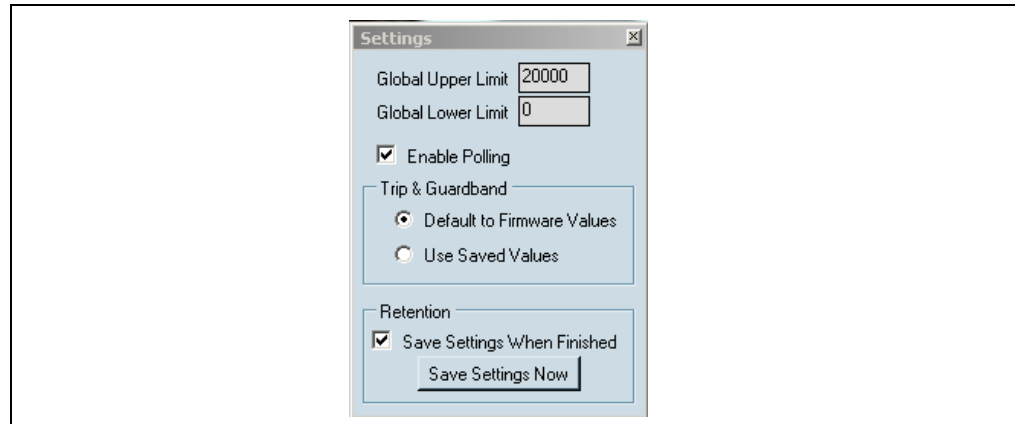 Settings
Global Upper Limit 20000
Global Lower Limit 0
Enable Polling
Trip & Guardband
Default to Firmware Values
Use Saved Values
Retention
Save Settings When Finished
Save Settings Now